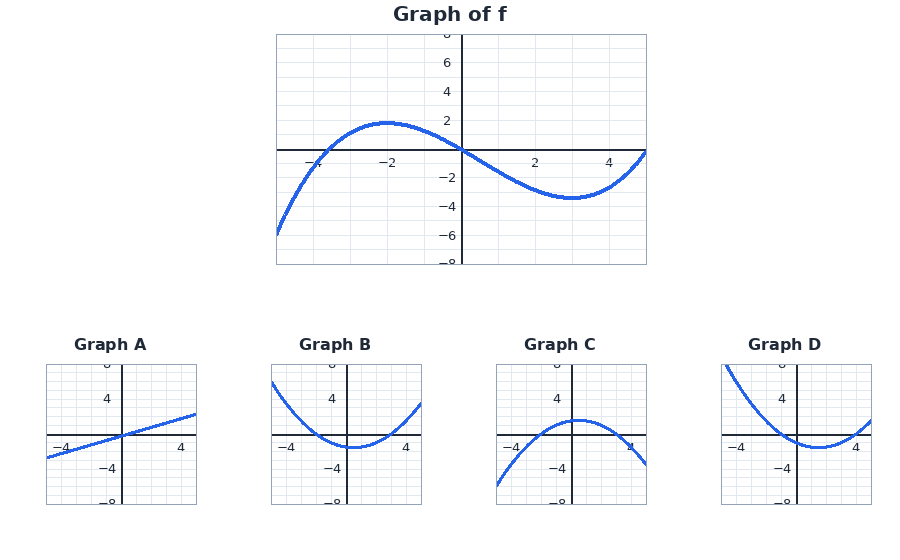 Graph of f
8
6
4
2
−4 −2 2 4
−2
−4
−6
−8
Graph A Graph B Graph C Graph D
8 8 8 8
4 4 4 4
−4 4 −4 4 −4 4 −4 4
−4 −4 −4 −4
−8 −8 −8 −8